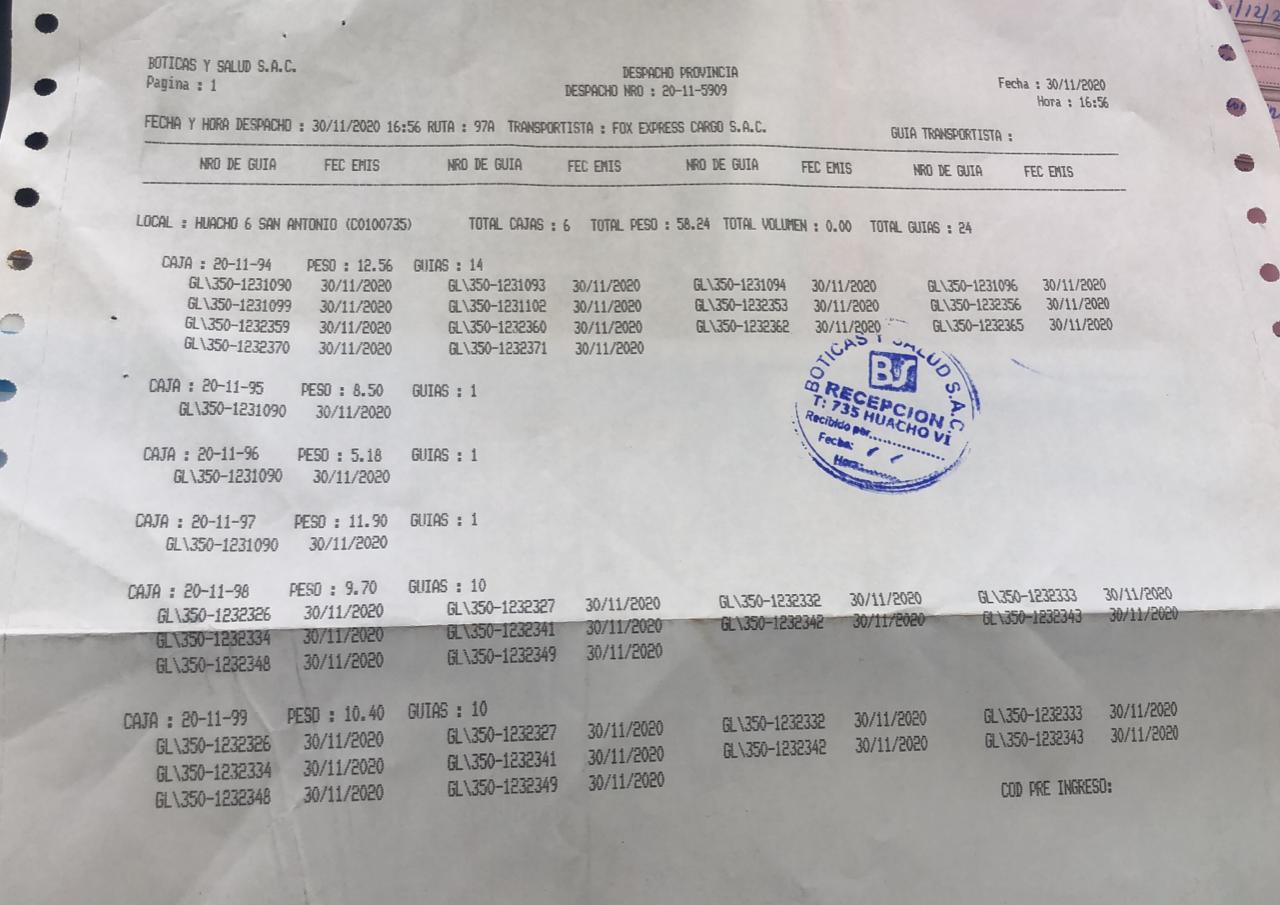 BOTICAS Y SALUD S.A.C.
Pagina : 1
DESPACHO PROVINCIA
DESPACHO NRO : 20-11-5909
Fecha : 30/11/2020
Hora : 16:56
FECHA Y HORA DESPACHO : 30/11/2020 16:56 RUTA : 97A TRANSPORTISTA : FOX EXPRESS CARGO S.A.C. GUIA TRANSPORTISTA :
NRO DE GUIA FEC EMIS NRO DE GUIA FEC EMIS NRO DE GUIA FEC EMIS NRO DE GUIA FEC EMIS
LOCAL : HUACHO 6 SAN ANTONIO (C0100735) TOTAL CAJAS : 6 TOTAL PESO : 58.24 TOTAL VOLUMEN : 0.00 TOTAL GUIAS : 24
CAJA : 20-11-94 PESO : 12.56 GUIAS : 14
GL\350-1231090 30/11/2020 GL\350-1231093 30/11/2020 GL\350-1231094 30/11/2020 GL\350-1231096 30/11/2020
GL\350-1231099 30/11/2020 GL\350-1231102 30/11/2020 GL\350-1232353 30/11/2020 GL\350-1232356 30/11/2020
GL\350-1232359 30/11/2020 GL\350-1232360 30/11/2020 GL\350-1232362 30/11/2020 GL\350-1232365 30/11/2020
GL\350-1232370 30/11/2020 GL\350-1232371 30/11/2020
BOTICAS Y SALUD S.A.C
BS
RECEPCION
T: 735 HUACHO VI
Recibido por..................
Fecha: / /
Hora:..........
CAJA : 20-11-95 PESO : 8.50 GUIAS : 1
GL\350-1231090 30/11/2020
CAJA : 20-11-96 PESO : 5.18 GUIAS : 1
GL\350-1231090 30/11/2020
CAJA : 20-11-97 PESO : 11.90 GUIAS : 1
GL\350-1231090 30/11/2020
CAJA : 20-11-98 PESO : 9.70 GUIAS : 10
GL\350-1232326 30/11/2020 GL\350-1232327 30/11/2020 GL\350-1232332 30/11/2020 GL\350-1232333 30/11/2020
GL\350-1232334 30/11/2020 GL\350-1232341 30/11/2020 GL\350-1232342 30/11/2020 GL\350-1232343 30/11/2020
GL\350-1232348 30/11/2020 GL\350-1232349 30/11/2020
CAJA : 20-11-99 PESO : 10.40 GUIAS : 10
GL\350-1232326 30/11/2020 GL\350-1232327 30/11/2020 GL\350-1232332 30/11/2020 GL\350-1232333 30/11/2020
GL\350-1232334 30/11/2020 GL\350-1232341 30/11/2020 GL\350-1232342 30/11/2020 GL\350-1232343 30/11/2020
GL\350-1232348 30/11/2020 GL\350-1232349 30/11/2020
COD PRE INGRESO: